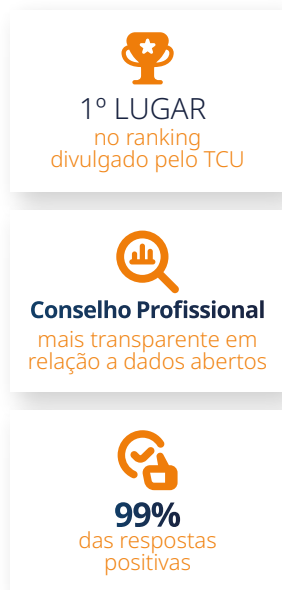 1º LUGAR
no ranking
divulgado pelo TCU
Conselho Profissional
mais transparente em
relação a dados abertos
99%
das respostas
positivas